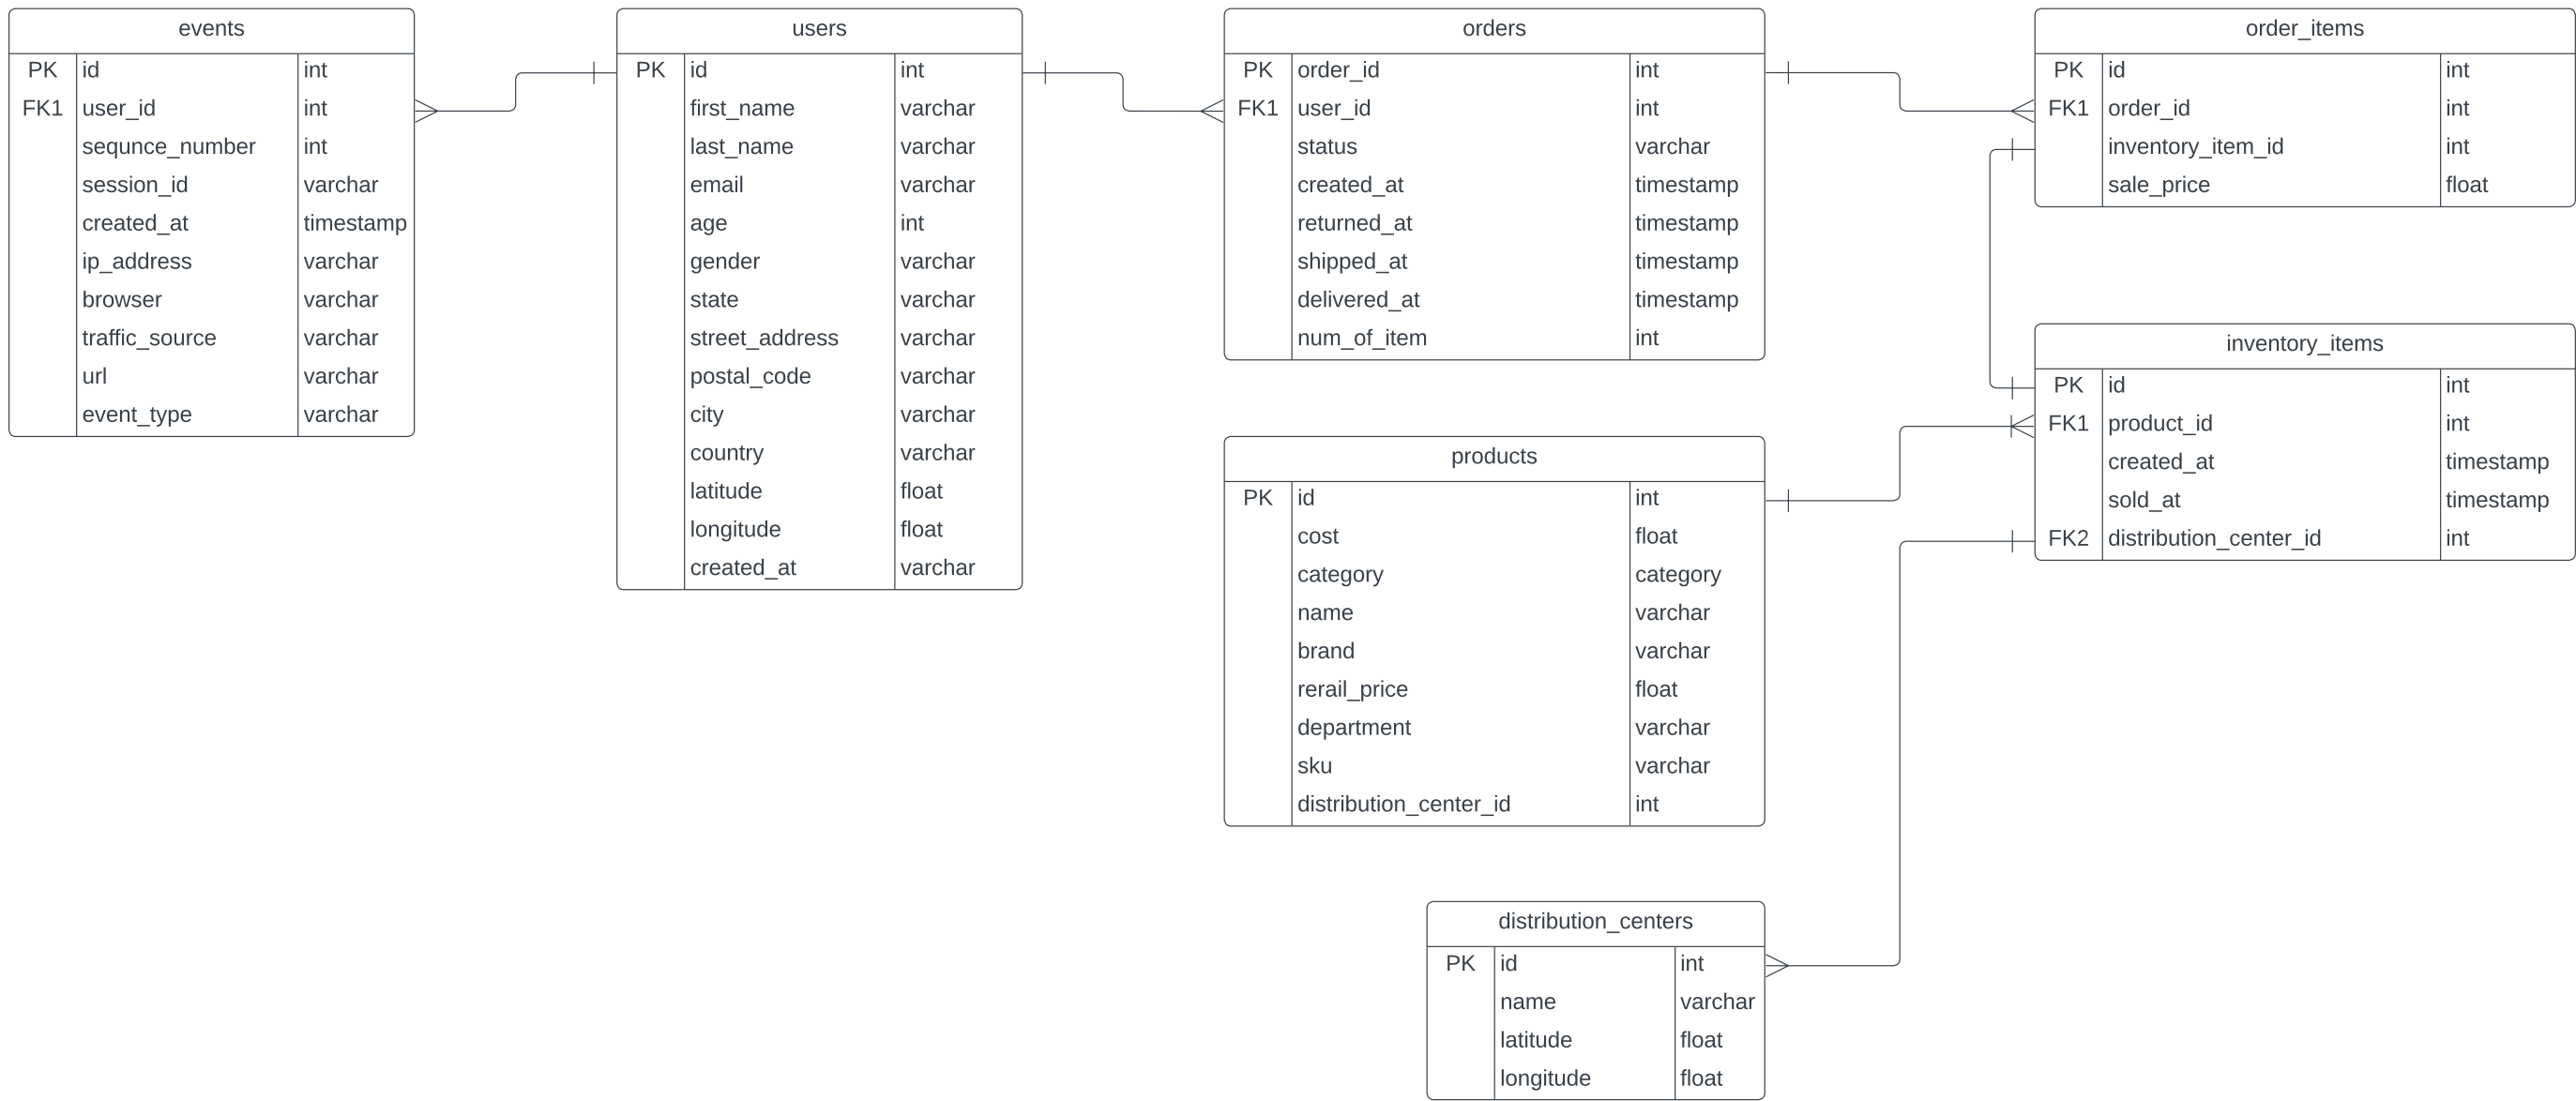 events
PK id int
FK1 user_id int
sequnce_number int
session_id varchar
created_at timestamp
ip_address varchar
browser varchar
traffic_source varchar
url varchar
event_type varchar
users
PK id int
first_name varchar
last_name varchar
email varchar
age int
gender varchar
state varchar
street_address varchar
postal_code varchar
city varchar
country varchar
latitude float
longitude float
created_at varchar
orders
PK order_id int
FK1 user_id int
status varchar
created_at timestamp
returned_at timestamp
shipped_at timestamp
delivered_at timestamp
num_of_item int
order_items
PK id int
FK1 order_id int
inventory_item_id int
sale_price float
inventory_items
PK id int
FK1 product_id int
created_at timestamp
sold_at timestamp
FK2 distribution_center_id int
products
PK id int
cost float
category category
name varchar
brand varchar
rerail_price float
department varchar
sku varchar
distribution_center_id int
distribution_centers
PK id int
name varchar
latitude float
longitude float